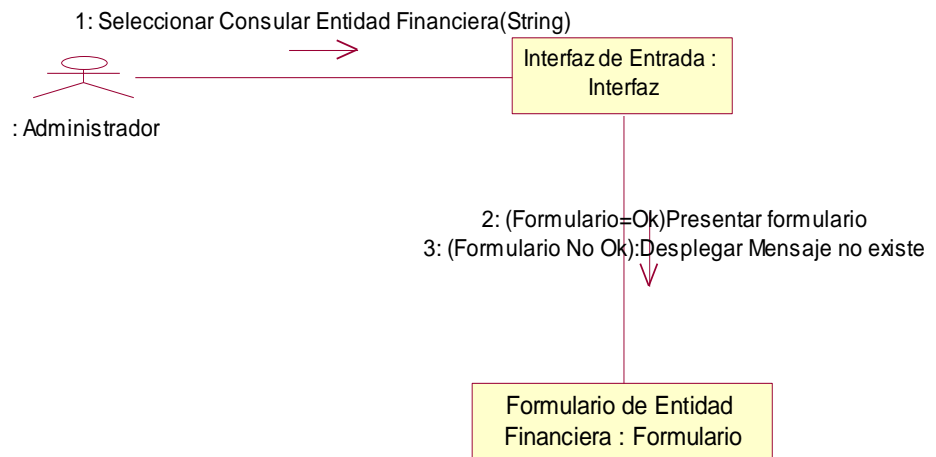 1: Seleccionar Consular Entidad Financiera(String)
Interfaz de Entrada :
Interfaz
: Administrador
2: (Formulario=Ok)Presentar formulario
3: (Formulario No Ok):Desplegar Mensaje no existe
Formulario de Entidad
Financiera : Formulario